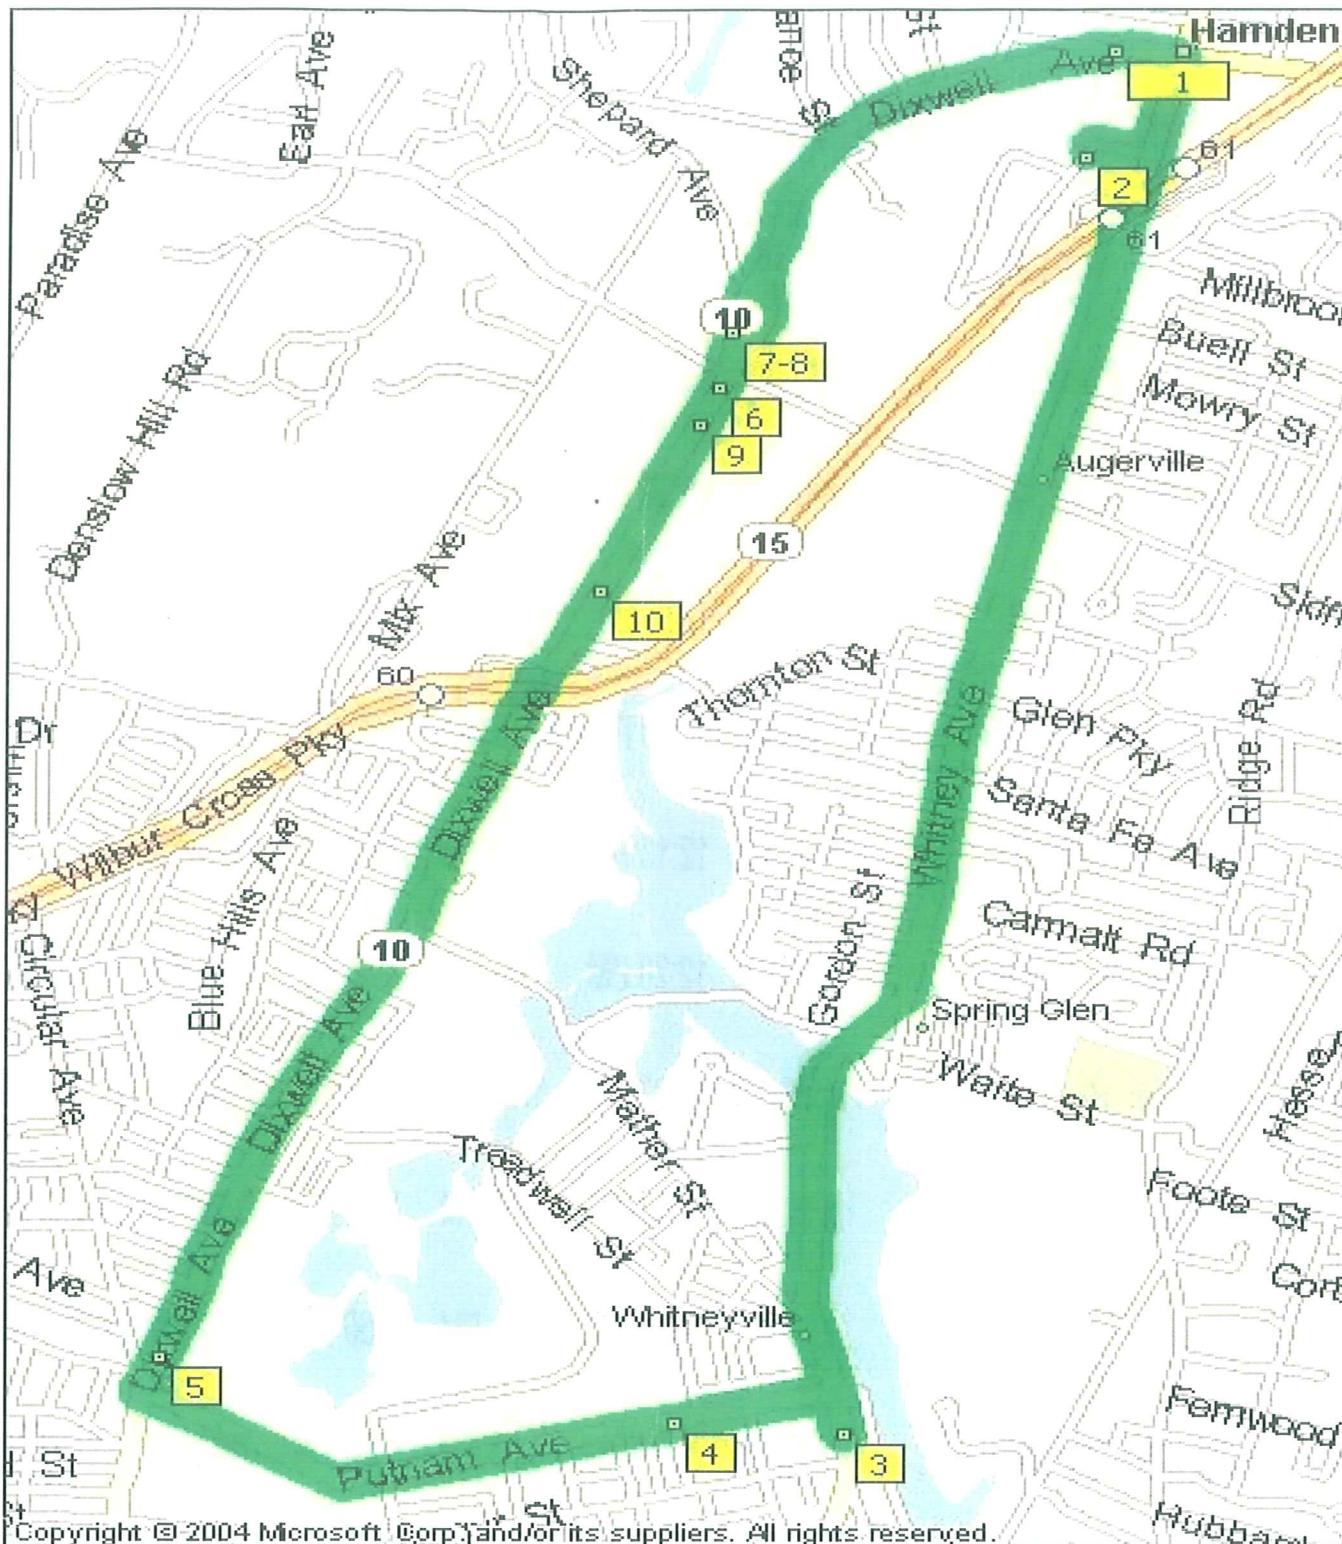 Hamden
Earl Ave
Shepard Ave
Paradise Ave
Dixwell Ave
1
61
2
61
Millbroo
Buell St
Mowry St
10
7-8
6
9
Denslow Hill Rd
Augerville
15
Mix Ave
10
60
Thornton St
Glen Pky
Ridge Rd
Dr
Wilbur Cross Pky
Dixwell Ave
Whitney Ave
Santa Fe Ave
Blue Hills Ave
Gordon St
Carmalt Rd
10
Circular Ave
Dixwell Ave
Spring Glen
Waite St
Mather St
Treadwell St
Foote St
Ave
Dixwell Ave
Whitneyville
5
Putnam Ave
4
3
Fernwood
St
St
Copyright © 2004 Microsoft Corp. and/or its suppliers. All rights reserved.